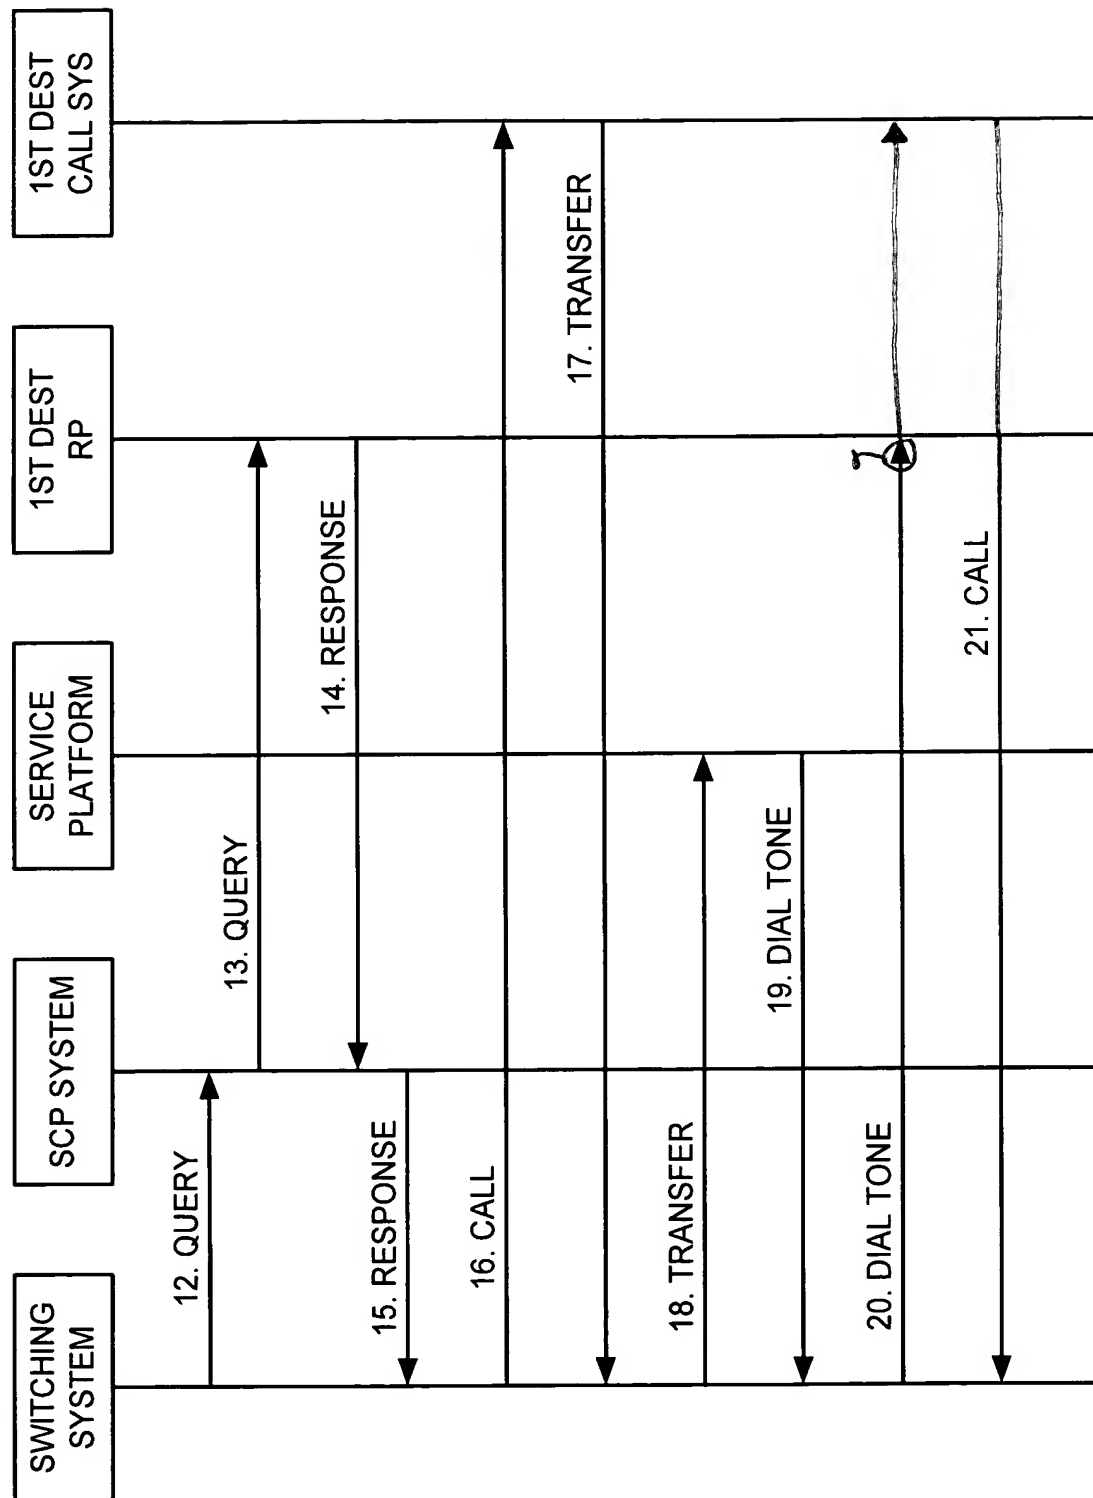 SWITCHING
SYSTEM
SCP SYSTEM
SERVICE
PLATFORM
1ST DEST
RP
1ST DEST
CALL SYS
12. QUERY
13. QUERY
14. RESPONSE
15. RESPONSE
16. CALL
17. TRANSFER
18. TRANSFER
19. DIAL TONE
20. DIAL TONE
21. CALL